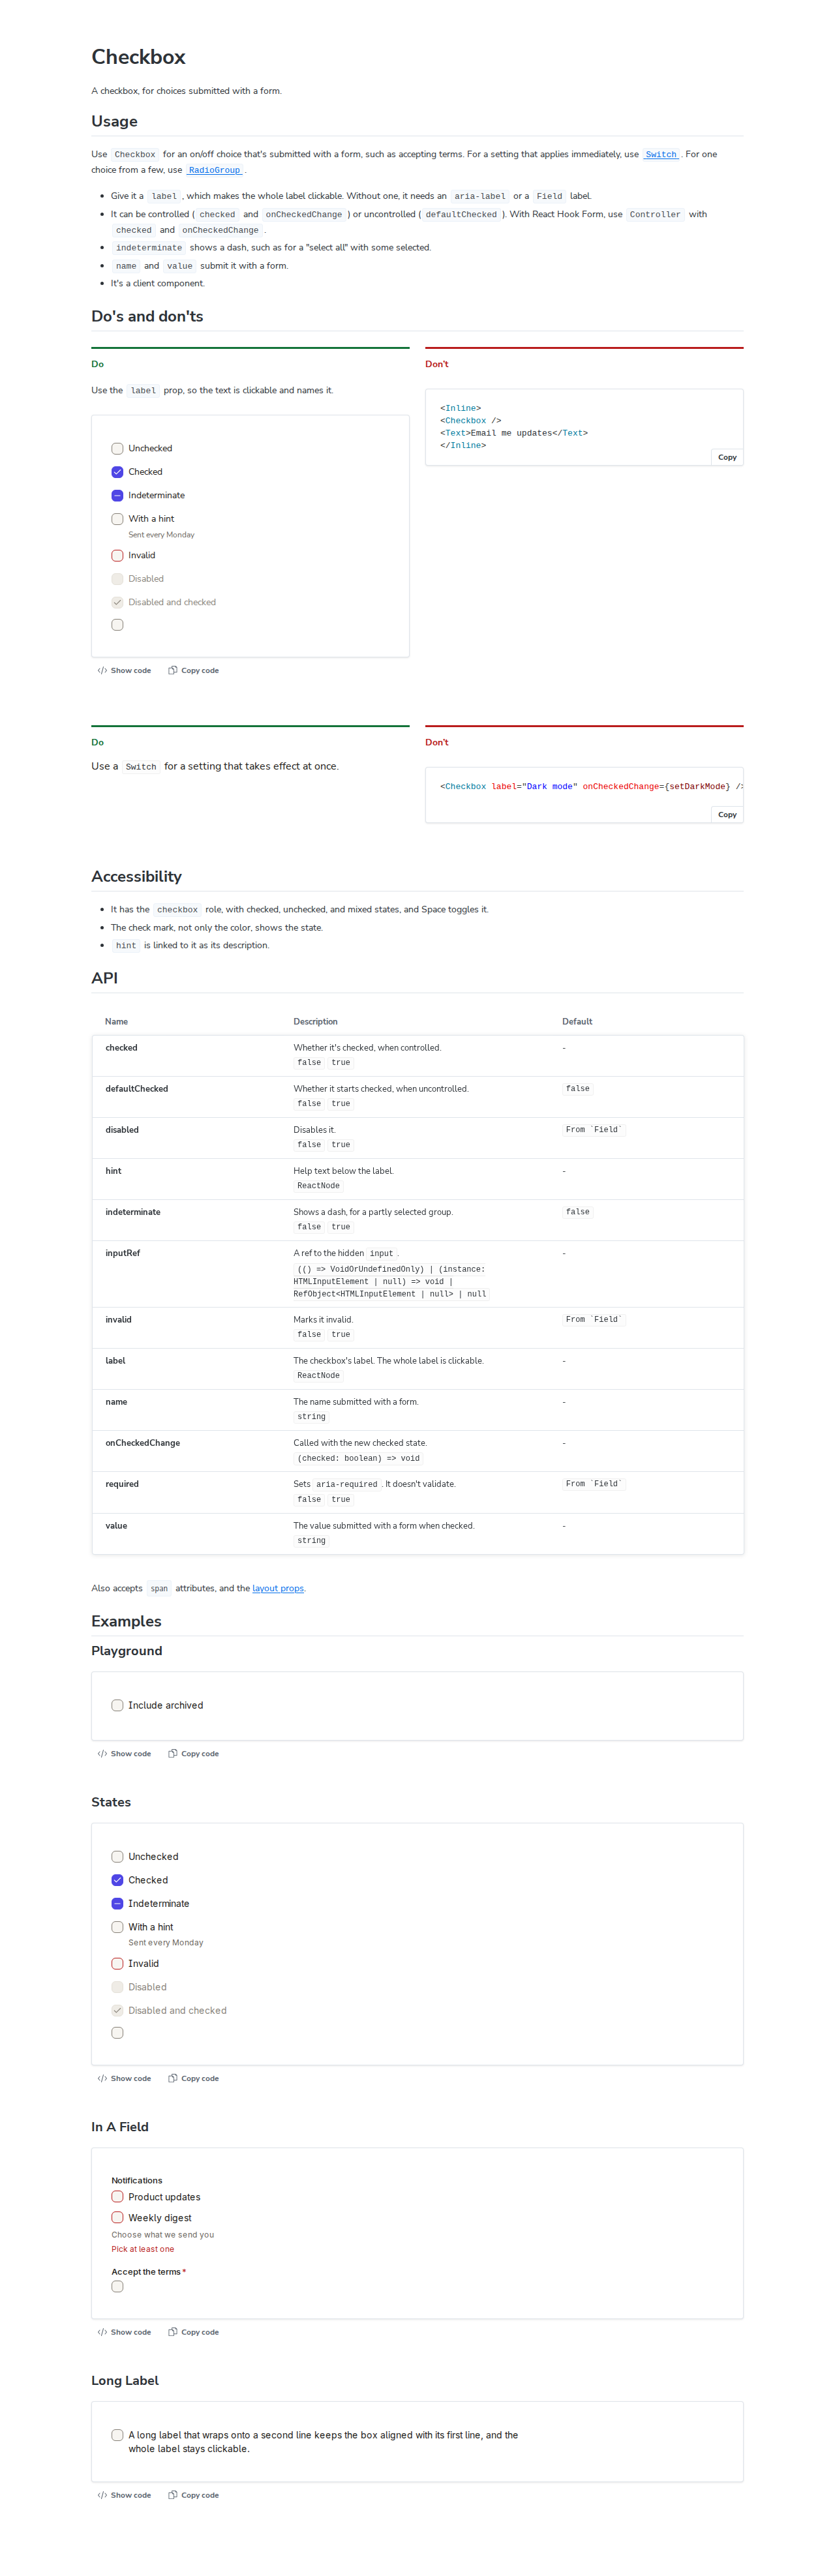 Checkbox
A checkbox, for choices submitted with a form.
Usage
Use Checkbox for an on/off choice that's submitted with a form, such as accepting terms. For a setting that applies immediately, use Switch. For one
choice from a few, use RadioGroup.
• Give it a label, which makes the whole label clickable. Without one, it needs an aria-label or a Field label.
• It can be controlled (checked and onCheckedChange) or uncontrolled (defaultChecked). With React Hook Form, use Controller with
checked and onCheckedChange.
• indeterminate shows a dash, such as for a "select all" with some selected.
• name and value submit it with a form.
• It's a client component.
Do's and don'ts
Do
Use the label prop, so the text is clickable and names it.
Unchecked
Checked
Indeterminate
With a hint
Sent every Monday
Invalid
Disabled
Disabled and checked
Show code Copy code
Don't
<Inline>
<Checkbox />
<Text>Email me updates</Text>
</Inline>
Copy
Do
Use a Switch for a setting that takes effect at once.
Don't
<Checkbox label="Dark mode" onCheckedChange={setDarkMode} />
Copy
Accessibility
• It has the checkbox role, with checked, unchecked, and mixed states, and Space toggles it.
• The check mark, not only the color, shows the state.
• hint is linked to it as its description.
API
Name Description Default
checked Whether it's checked, when controlled. -
false true
defaultChecked Whether it starts checked, when uncontrolled. false
false true
disabled Disables it. From `Field`
false true
hint Help text below the label. -
ReactNode
indeterminate Shows a dash, for a partly selected group. false
false true
inputRef A ref to the hidden input. -
(() => VoidOrUndefinedOnly) | (instance:
HTMLInputElement | null) => void |
RefObject<HTMLInputElement | null> | null
invalid Marks it invalid. From `Field`
false true
label The checkbox's label. The whole label is clickable. -
ReactNode
name The name submitted with a form. -
string
onCheckedChange Called with the new checked state. -
(checked: boolean) => void
required Sets aria-required. It doesn't validate. From `Field`
false true
value The value submitted with a form when checked. -
string
Also accepts span attributes, and the layout props.
Examples
Playground
Include archived
Show code Copy code
States
Unchecked
Checked
Indeterminate
With a hint
Sent every Monday
Invalid
Disabled
Disabled and checked
Show code Copy code
In A Field
Notifications
Product updates
Weekly digest
Choose what we send you
Pick at least one
Accept the terms *
Show code Copy code
Long Label
A long label that wraps onto a second line keeps the box aligned with its first line, and the
whole label stays clickable.
Show code Copy code